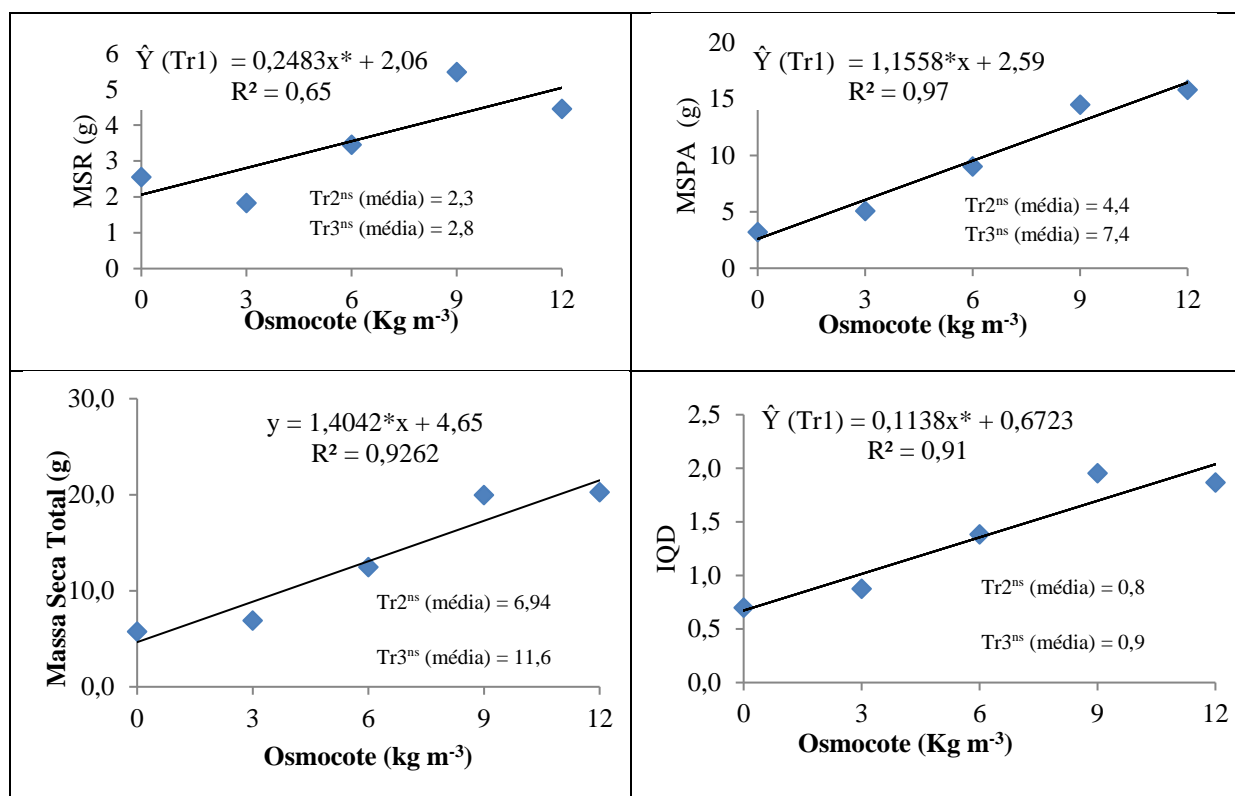 Ŷ (Tr1) = 0,2483x* + 2,06
R² = 0,65
6
5
4
3
2
1
0
MSR (g)
Tr2ⁿˢ (média) = 2,3
Tr3ⁿˢ (média) = 2,8
0 3 6 9 12
Osmocote (Kg m⁻³)
Ŷ (Tr1) = 1,1558*x + 2,59
R² = 0,97
20
15
10
5
0
MSPA (g)
Tr2ⁿˢ (média) = 4,4
Tr3ⁿˢ (média) = 7,4
0 3 6 9 12
Osmocote (kg m⁻³)
y = 1,4042*x + 4,65
R² = 0,9262
30,0
20,0
10,0
0,0
Massa Seca Total (g)
Tr2ⁿˢ (média) = 6,94
Tr3ⁿˢ (média) = 11,6
0 3 6 9 12
Osmocote (kg m⁻³)
Ŷ (Tr1) = 0,1138x* + 0,6723
R² = 0,91
2,5
2,0
1,5
1,0
0,5
0,0
IQD
Tr2ⁿˢ (média) = 0,8
Tr3ⁿˢ (média) = 0,9
0 3 6 9 12
Osmocote (Kg m⁻³)